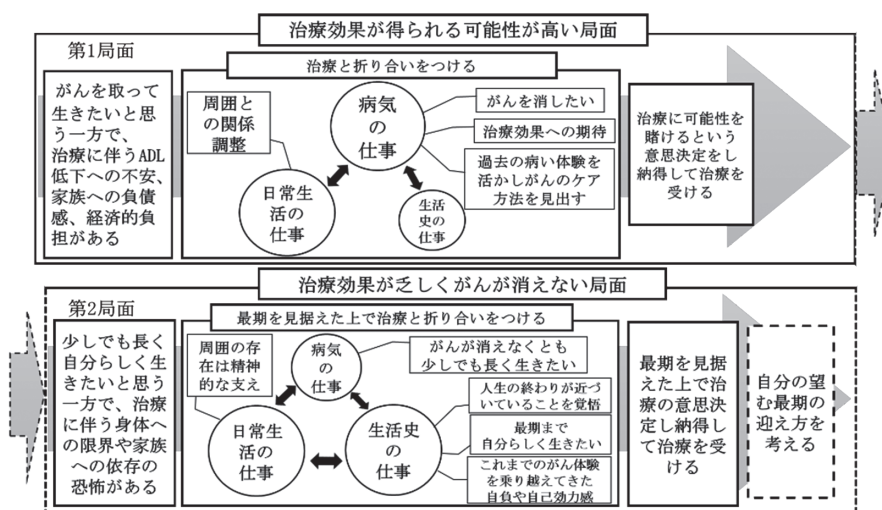 治療効果が得られる可能性が高い局面
第1局面
治療と折り合いをつける
がんを取って
生きたいと思
う一方で、
治療に伴うADL
低下への不安、
家族への負債
感、経済的負
担がある
周囲と
の関係
調整
病気
の
仕事
がんを消したい
治療効果への期待
過去の病い体験を
活かしがんのケア
方法を見出す
日常生
活の
仕事
生活
史の
仕事
治療に可能性を
賭けるという
意思決定をし
納得して治療を
受ける
治療効果が乏しくがんが消えない局面
第2局面
最期を見据えた上で治療と折り合いをつける
少しでも長く
自分らしく生
きたいと思う
一方で、治療
に伴う身体へ
の限界や家族
への依存の
恐怖がある
周囲の存
在は精神
的な支え
病気
の
仕事
がんが消えなくとも
少しでも長く生きたい
日常生
活の
仕事
生活史
の
仕事
人生の終わりが近づ
いていることを覚悟
最期まで
自分らしく生きたい
これまでのがん体験
を乗り越えてきた
自負や自己効力感
最期を見据
えた上で治
療の意思決
定し納得し
て治療を受
ける
自分の望
む最期の
迎え方を
考える